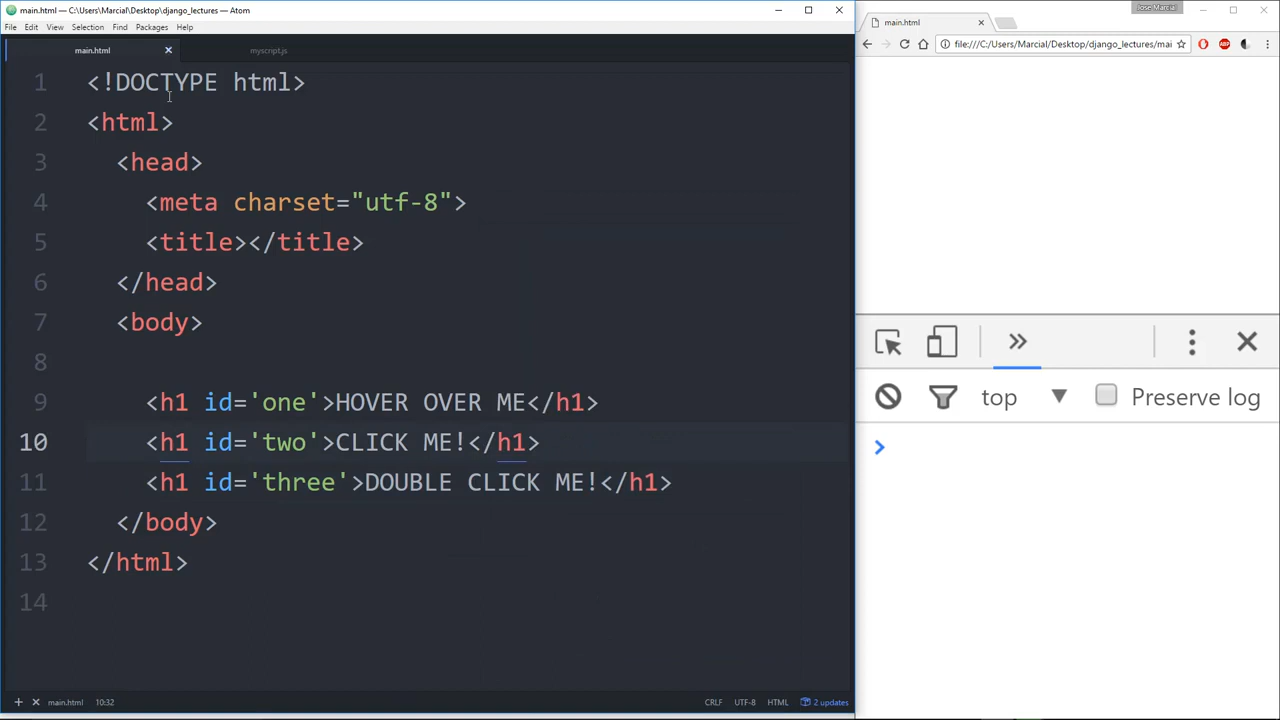 main.html — C:\Users\Marcial\Desktop\django_lectures — Atom
File Edit View Selection Find Packages Help
main.html
myscript.js
1 <!DOCTYPE html>
2 <html>
3 <head>
4 <meta charset="utf-8">
5 <title></title>
6 </head>
7 <body>
8
9 <h1 id='one'>HOVER OVER ME</h1>
10 <h1 id='two'>CLICK ME!</h1>
11 <h1 id='three'>DOUBLE CLICK ME!</h1>
12 </body>
13 </html>
14
main.html 10:32 CRLF UTF-8 HTML 2 updates
Jose Marcial
main.html
file:///C:/Users/Marcial/Desktop/django_lectures/mai
ABP
top Preserve log